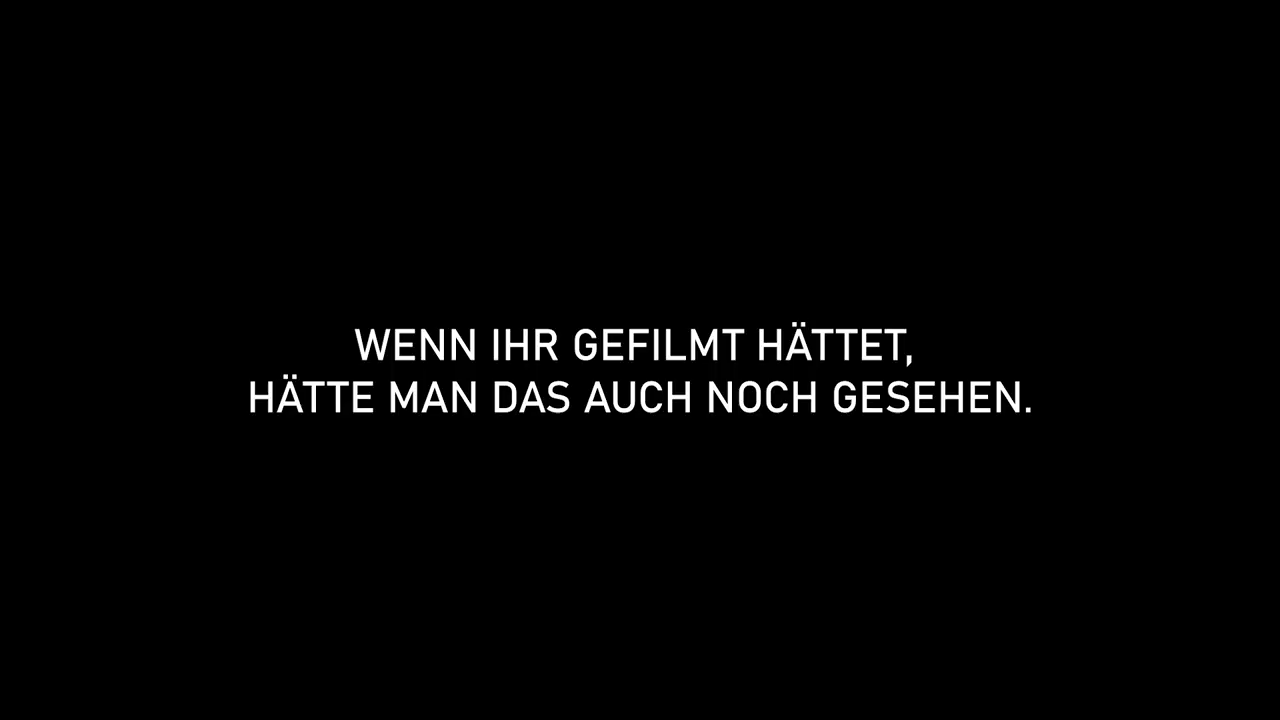 WENN IHR GEFILMT HÄTTET,
HÄTTE MAN DAS AUCH NOCH GESEHEN.